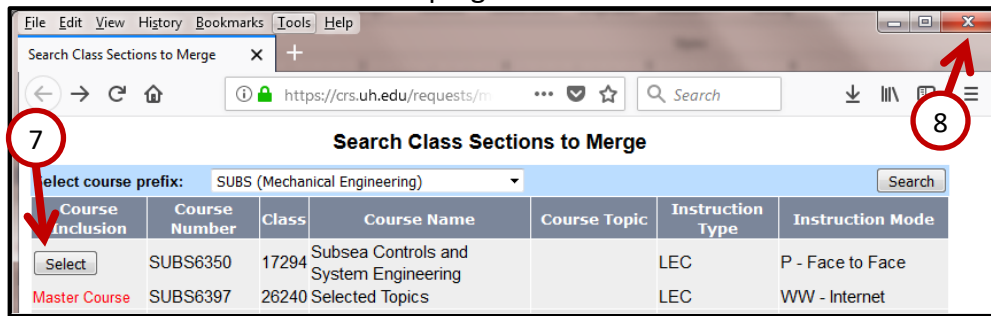 File Edit View History Bookmarks Tools Help
Search Class Sections to Merge
https://crs.uh.edu/requests/m
Search
7
8
Search Class Sections to Merge
Select course prefix: SUBS (Mechanical Engineering) Search
Course Inclusion Course Number Class Course Name Course Topic Instruction Type Instruction Mode
Select SUBS6350 17294 Subsea Controls and System Engineering LEC P - Face to Face
Master Course SUBS6397 26240 Selected Topics LEC WW - Internet